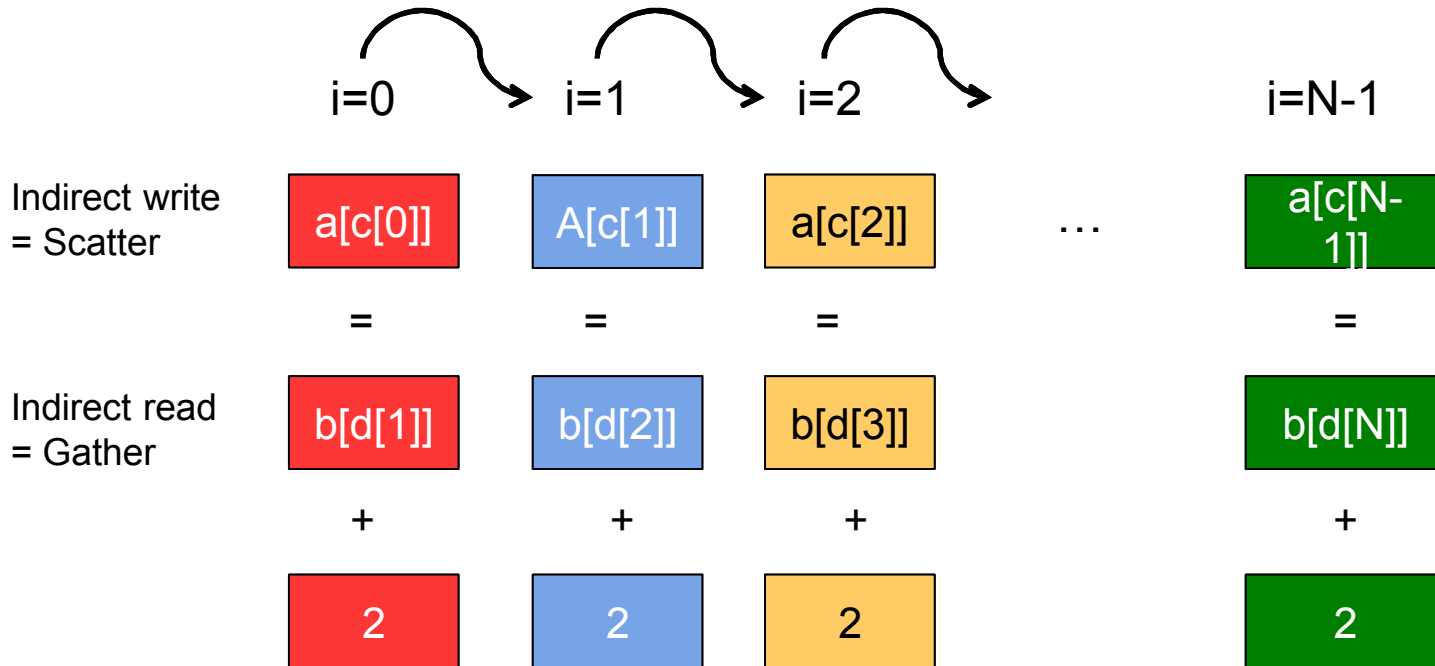 i=0 i=1 i=2 i=N-1
Indirect write
= Scatter
a[c[0]] A[c[1]] a[c[2]] … a[c[N-
1]]
= = = =
Indirect read
= Gather
b[d[1]] b[d[2]] b[d[3]] b[d[N]]
+ + + +
2 2 2 2